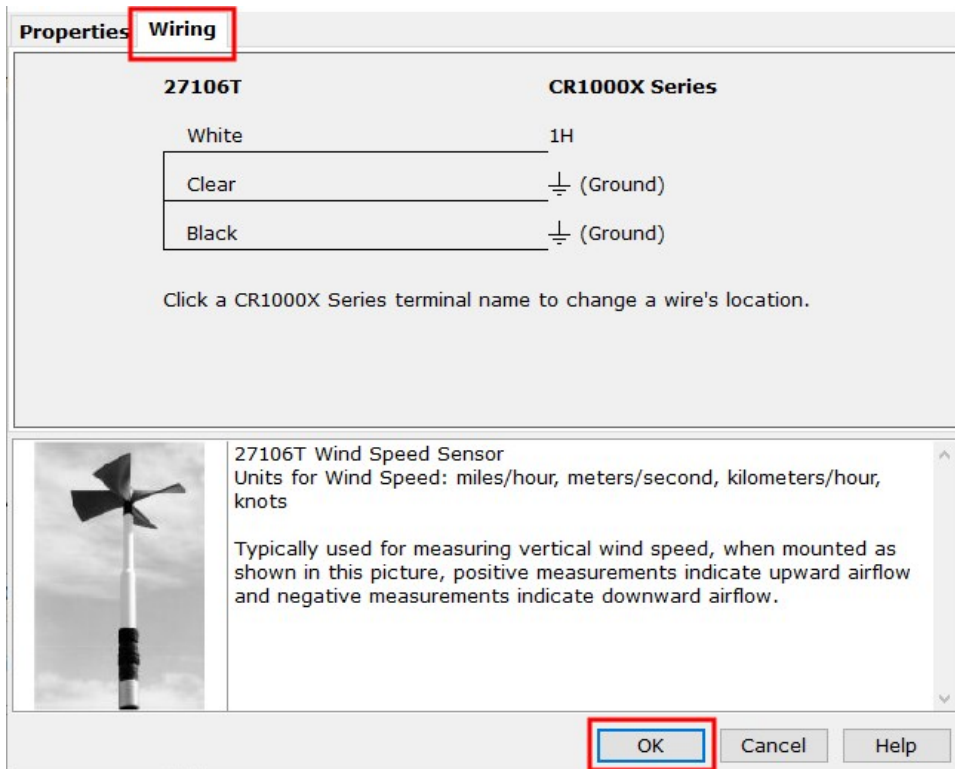 Properties Wiring
27106T CR1000X Series
White 1H
Clear (Ground)
Black (Ground)
Click a CR1000X Series terminal name to change a wire's location.
27106T Wind Speed Sensor
Units for Wind Speed: miles/hour, meters/second, kilometers/hour,
knots
Typically used for measuring vertical wind speed, when mounted as
shown in this picture, positive measurements indicate upward airflow
and negative measurements indicate downward airflow.
OK Cancel Help